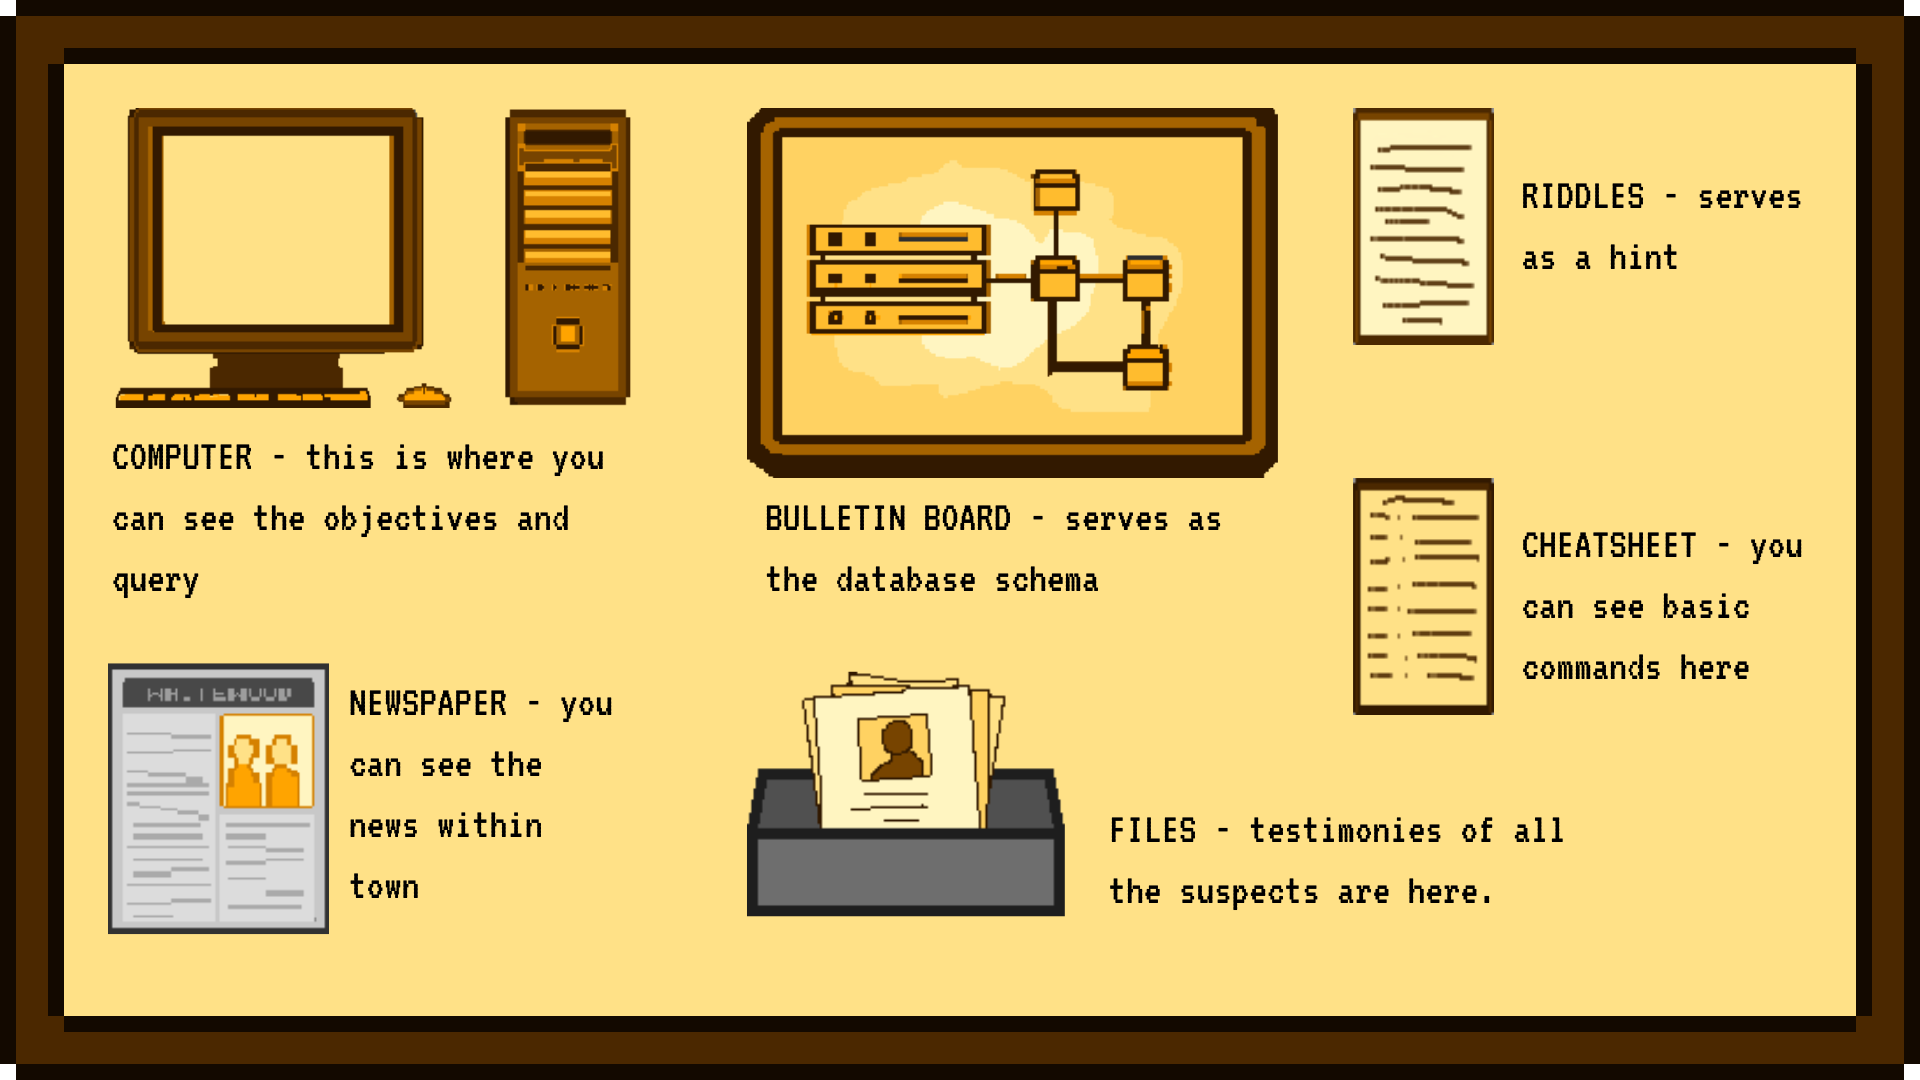 COMPUTER - this is where you
can see the objectives and
query
BULLETIN BOARD - serves as
the database schema
RIDDLES - serves
as a hint
CHEATSHEET - you
can see basic
commands here
NEWSPAPER - you
can see the
news within
town
FILES - testimonies of all
the suspects are here.